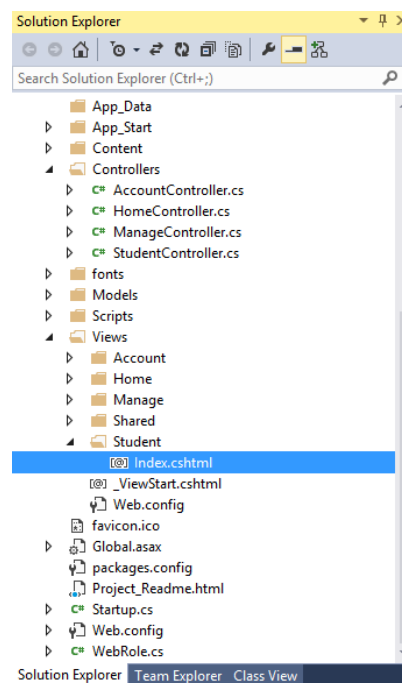 Solution Explorer
Search Solution Explorer (Ctrl+;)
App_Data
App_Start
Content
Controllers
C# AccountController.cs
C# HomeController.cs
C# ManageController.cs
C# StudentController.cs
fonts
Models
Scripts
Views
Account
Home
Manage
Shared
Student
[@] Index.cshtml
[@] _ViewStart.cshtml
Web.config
favicon.ico
Global.asax
packages.config
Project_Readme.html
C# Startup.cs
Web.config
C# WebRole.cs
Solution Explorer Team Explorer Class View